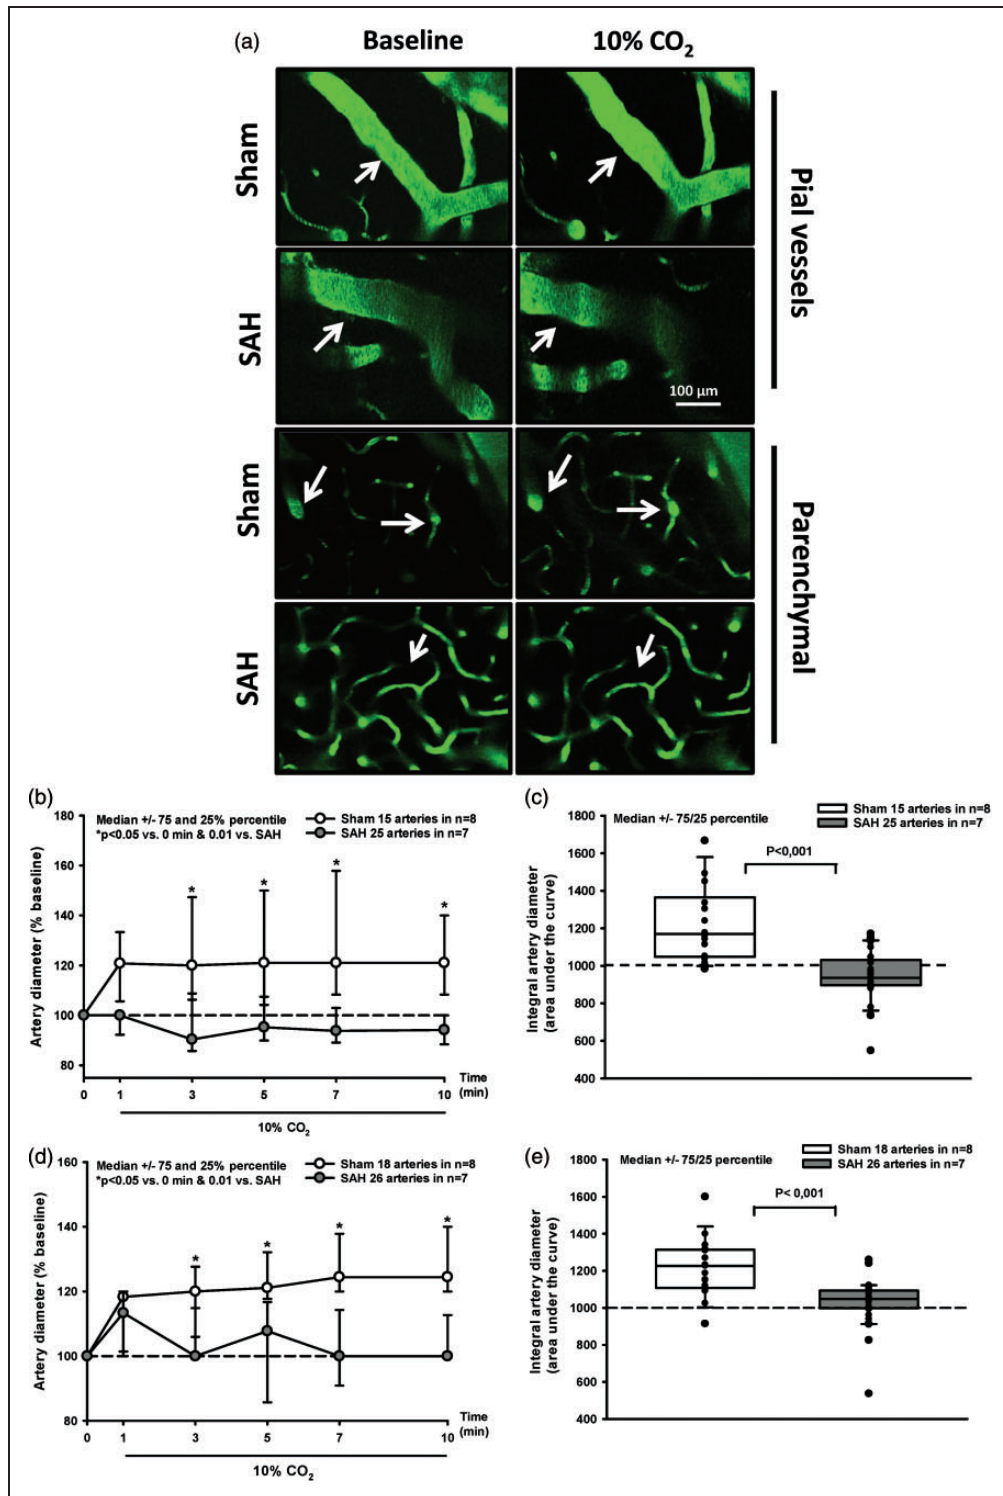 (a)
Baseline
10% CO₂
Sham
SAH
Pial vessels
100 µm
Sham
SAH
Parenchymal
(b)
Median +/- 75 and 25% percentile
*p<0.05 vs. 0 min & 0.01 vs. SAH
Sham 15 arteries in n=8
SAH 25 arteries in n=7
Artery diameter (% baseline)
180
160
140
120
100
80
* * * *
0 1 3 5 7 10
Time
(min)
10% CO₂
(c)
Median +/- 75/25 percentile
Sham 15 arteries in n=8
SAH 25 arteries in n=7
P<0,001
Integral artery diameter
(area under the curve)
1800
1600
1400
1200
1000
800
600
400
(d)
Median +/- 75 and 25% percentile
*p<0.05 vs. 0 min & 0.01 vs. SAH
Sham 18 arteries in n=8
SAH 26 arteries in n=7
Artery diameter (% baseline)
160
140
120
100
80
* * * *
0 1 3 5 7 10
Time
(min)
10% CO₂
(e)
Median +/- 75/25 percentile
Sham 18 arteries in n=8
SAH 26 arteries in n=7
P< 0,001
Integral artery diameter
(area under the curve)
1800
1600
1400
1200
1000
800
600
400